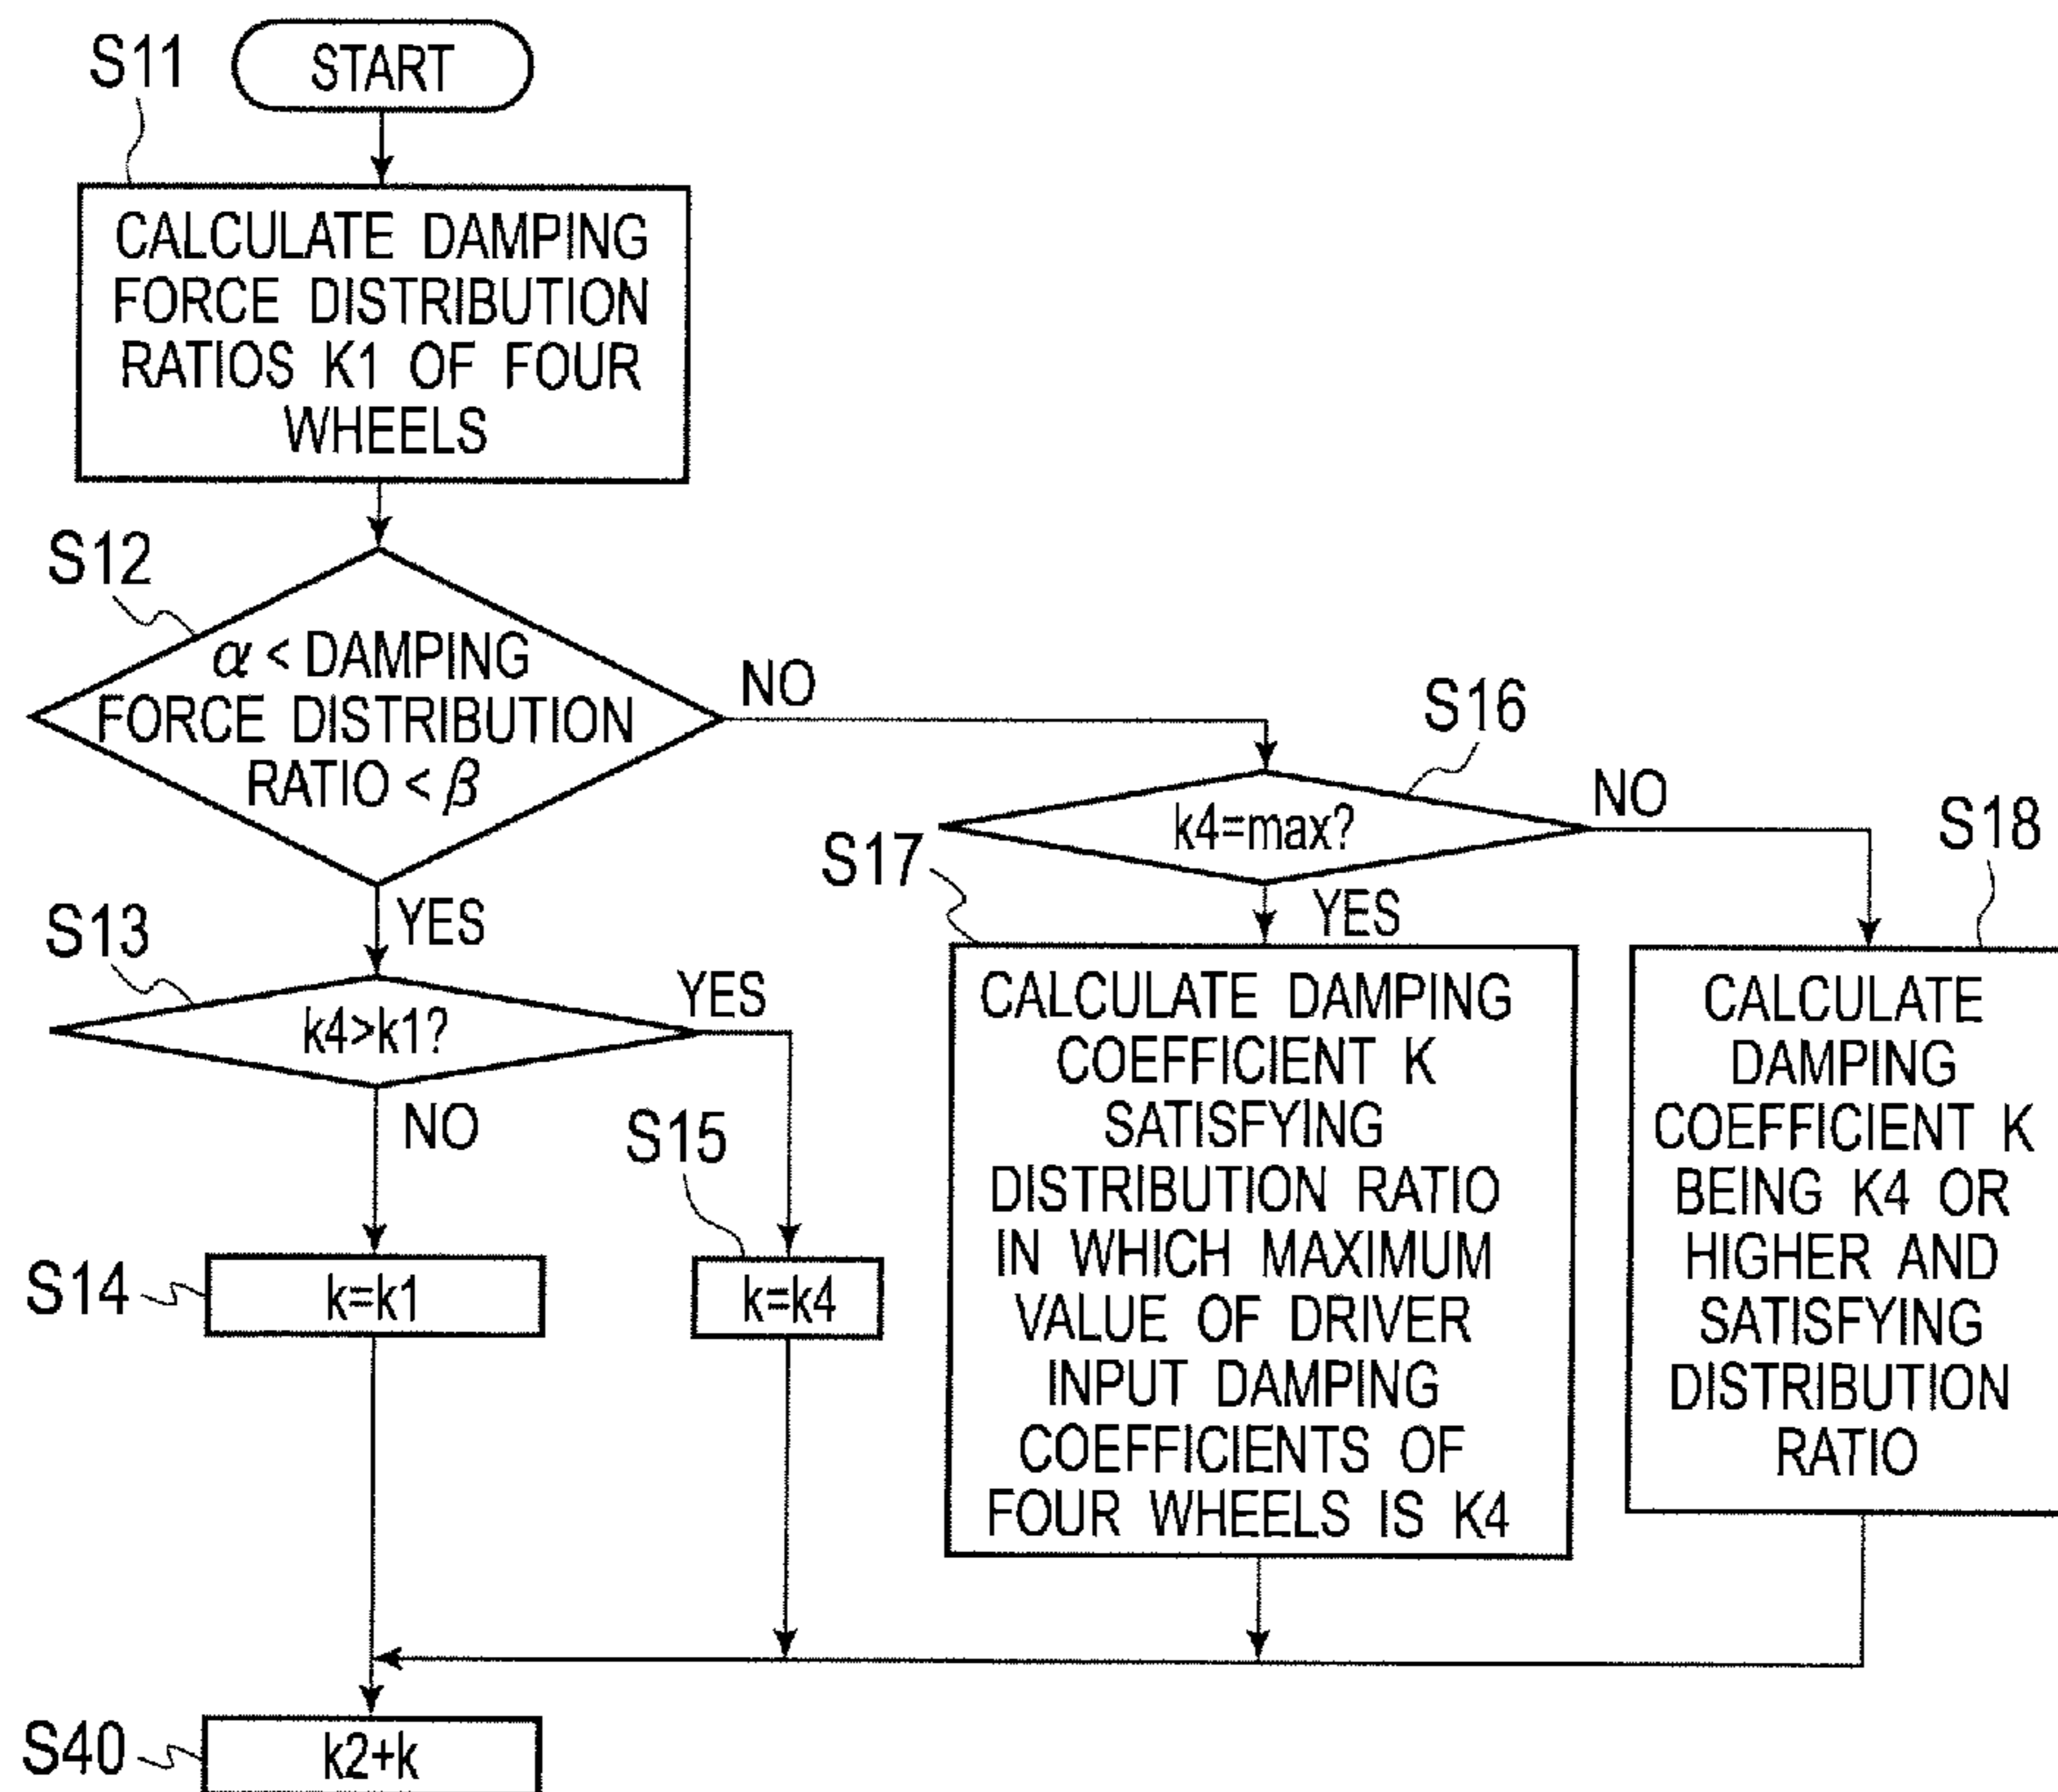 START
S11
CALCULATE DAMPING
FORCE DISTRIBUTION
RATIOS K1 OF FOUR
WHEELS
S12
α < DAMPING
FORCE DISTRIBUTION
RATIO < β
NO
YES
S13
k4>k1?
YES
NO
S14
k=k1
S15
k=k4
S16
k4=max?
NO
YES
S17
CALCULATE DAMPING
COEFFICIENT K
SATISFYING
DISTRIBUTION RATIO
IN WHICH MAXIMUM
VALUE OF DRIVER
INPUT DAMPING
COEFFICIENTS OF
FOUR WHEELS IS K4
S18
CALCULATE
DAMPING
COEFFICIENT K
BEING K4 OR
HIGHER AND
SATISFYING
DISTRIBUTION
RATIO
S40
k2+k